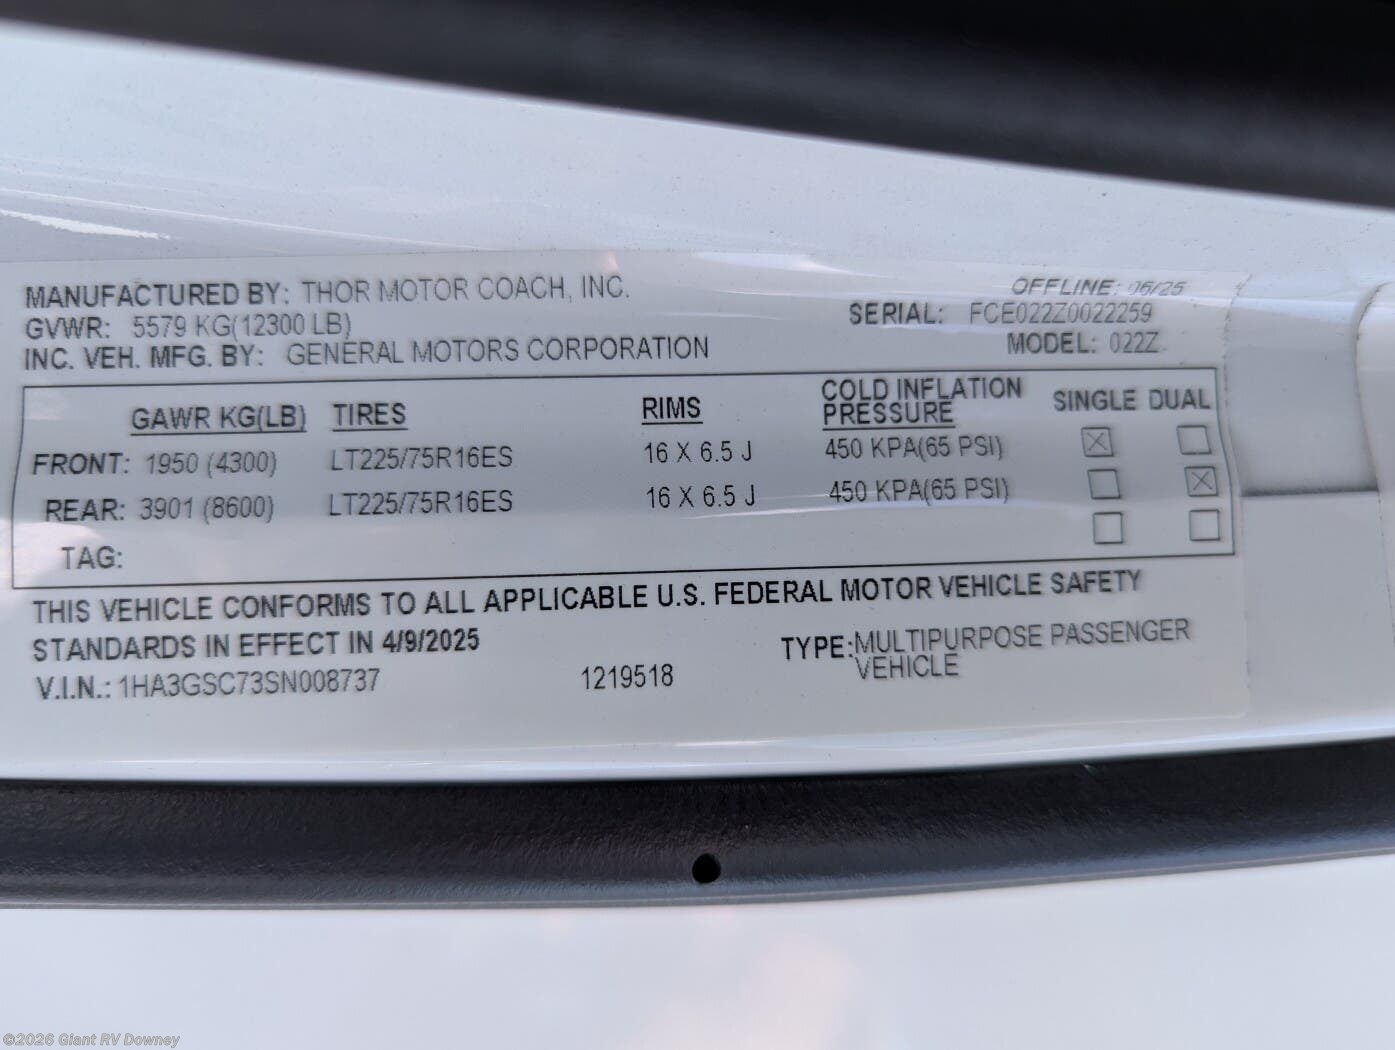 MANUFACTURED BY: THOR MOTOR COACH, INC.
OFFLINE: 06/25
GVWR: 5579 KG(12300 LB)
SERIAL: FCE022Z0022259
INC. VEH. MFG. BY: GENERAL MOTORS CORPORATION
MODEL: 022Z
GAWR KG(LB) TIRES RIMS COLD INFLATION PRESSURE SINGLE DUAL
FRONT: 1950 (4300) LT225/75R16ES 16 X 6.5 J 450 KPA(65 PSI) ☒ ☐
REAR: 3901 (8600) LT225/75R16ES 16 X 6.5 J 450 KPA(65 PSI) ☐ ☒
TAG: ☐ ☐
THIS VEHICLE CONFORMS TO ALL APPLICABLE U.S. FEDERAL MOTOR VEHICLE SAFETY
STANDARDS IN EFFECT IN 4/9/2025
TYPE: MULTIPURPOSE PASSENGER VEHICLE
V.I.N.: 1HA3GSC73SN008737 1219518
©2026 Giant RV Downey